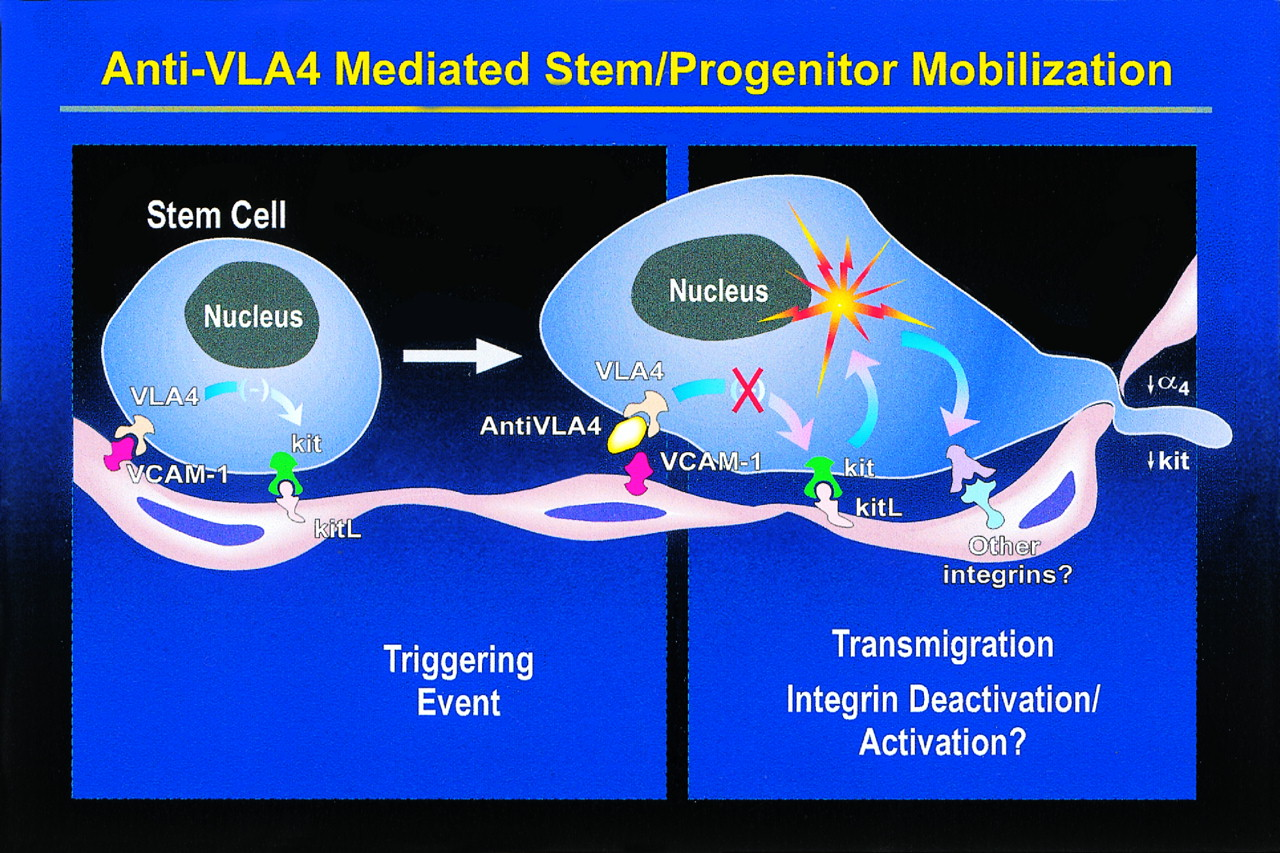 Anti-VLA4 Mediated Stem/Progenitor Mobilization
Stem Cell
Nucleus
VLA4
(-)
kit
VCAM-1
kitL
Nucleus
VLA4
AntiVLA4
VCAM-1
kit
kitL
Other
integrins?
↓α4
↓kit
Triggering
Event
Transmigration
Integrin Deactivation/
Activation?